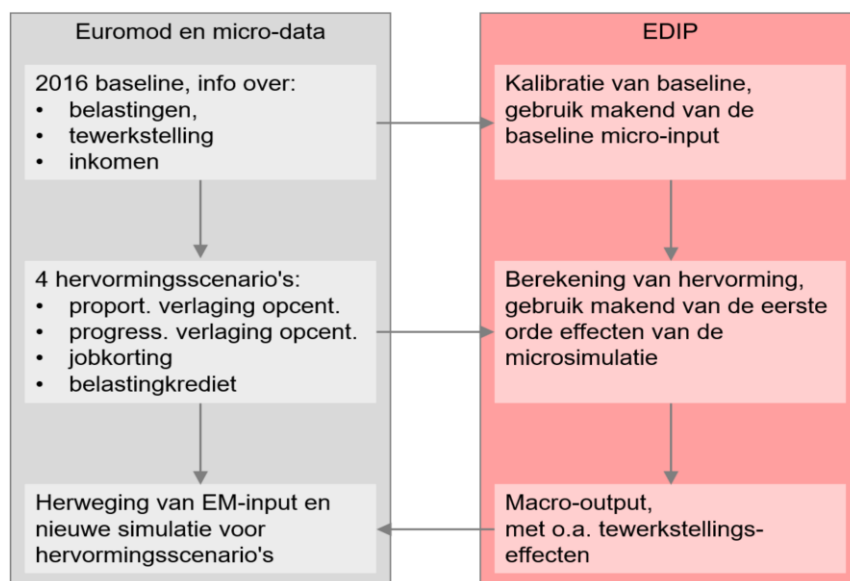 Euromod en micro-data
2016 baseline, info over:
• belastingen,
• tewerkstelling
• inkomen
4 hervormingsscenario's:
• proport. verlaging opcent.
• progress. verlaging opcent.
• jobkorting
• belastingkrediet
Herweging van EM-input en
nieuwe simulatie voor
hervormingsscenario's
EDIP
Kalibratie van baseline,
gebruik makend van de
baseline micro-input
Berekening van hervorming,
gebruik makend van de eerste
orde effecten van de
microsimulatie
Macro-output,
met o.a. tewerkstellings-
effecten